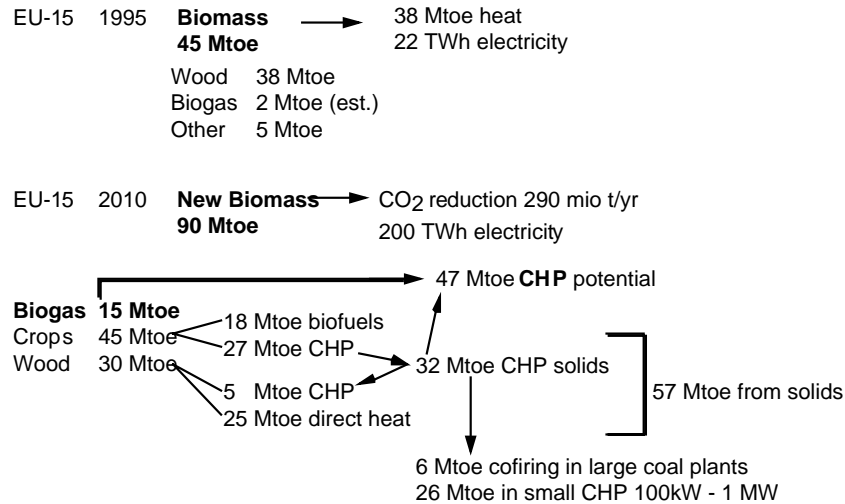 EU-15 1995 Biomass 38 Mtoe heat
45 Mtoe 22 TWh electricity
Wood 38 Mtoe
Biogas 2 Mtoe (est.)
Other 5 Mtoe
EU-15 2010 New Biomass CO2 reduction 290 mio t/yr
90 Mtoe 200 TWh electricity
47 Mtoe CHP potential
Biogas 15 Mtoe
18 Mtoe biofuels
Crops 45 Mtoe
27 Mtoe CHP
Wood 30 Mtoe
32 Mtoe CHP solids
5 Mtoe CHP
57 Mtoe from solids
25 Mtoe direct heat
6 Mtoe cofiring in large coal plants
26 Mtoe in small CHP 100kW - 1 MW